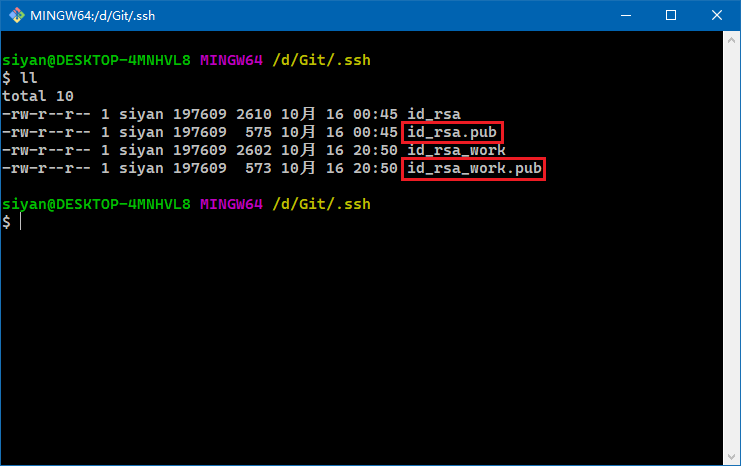 MINGW64:/d/Git/.ssh
siyan@DESKTOP-4MNHVL8 MINGW64 /d/Git/.ssh
$ ll
total 10
-rw-r--r-- 1 siyan 197609 2610 10月 16 00:45 id_rsa
-rw-r--r-- 1 siyan 197609  575 10月 16 00:45 id_rsa.pub
-rw-r--r-- 1 siyan 197609 2602 10月 16 20:50 id_rsa_work
-rw-r--r-- 1 siyan 197609  573 10月 16 20:50 id_rsa_work.pub
siyan@DESKTOP-4MNHVL8 MINGW64 /d/Git/.ssh
$